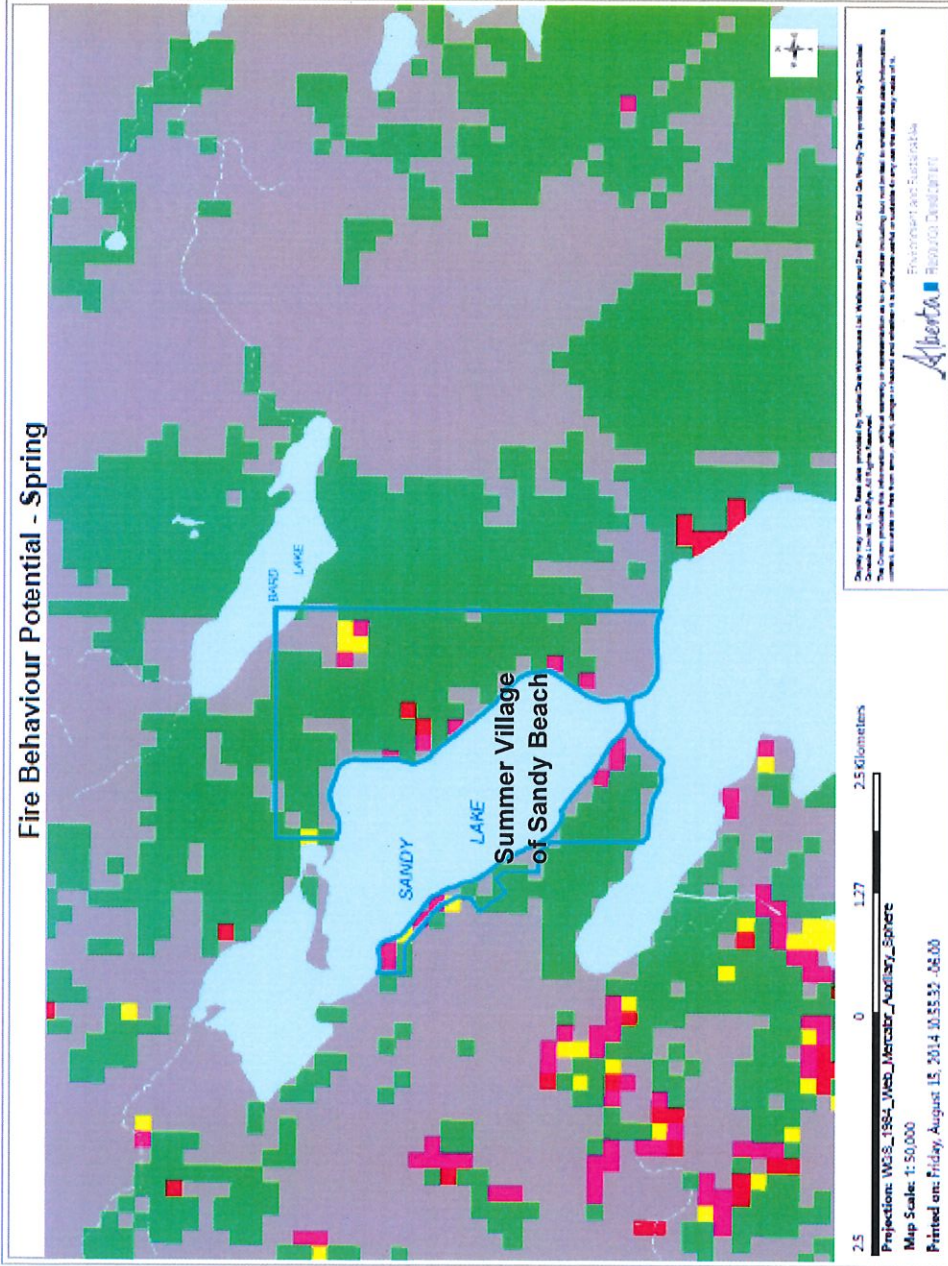 Fire Behaviour Potential - Spring
BARD
LAKE
SANDY
LAKE
Summer Village
of Sandy Beach
2.5
0
1.27
2.5 Kilometers
Projection: WGS_1984_Web_Mercator_Auxiliary_Sphere
Map Scale: 1: 50,000
Printed on: Friday, August 15, 2014 10:55:32 -06:00
Alberta
Environment and Sustainable
Resource Development